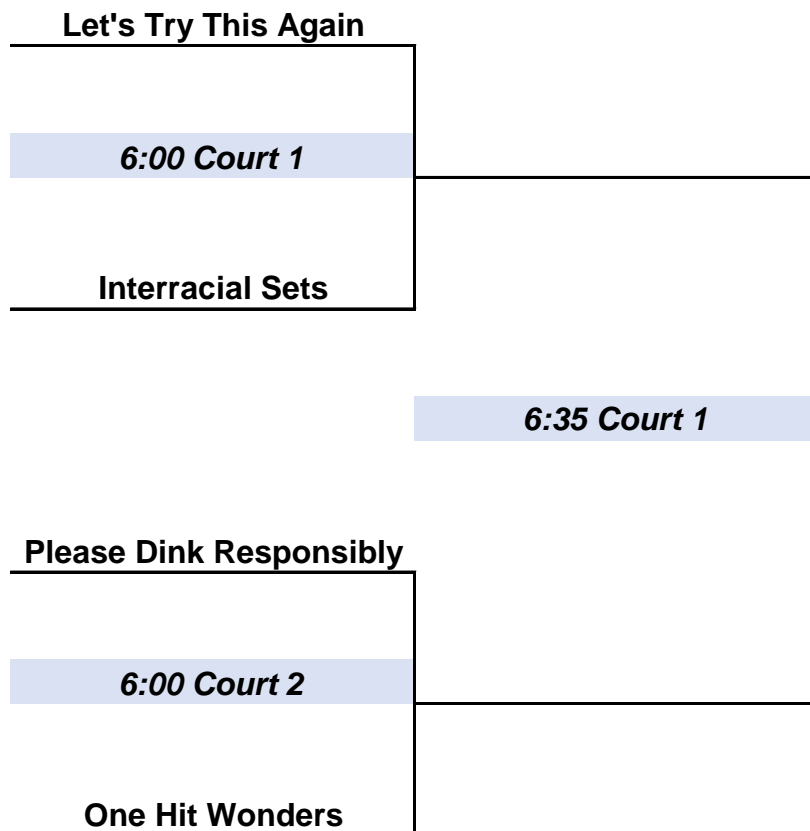 Let's Try This Again
6:00 Court 1
Interracial Sets
6:35 Court 1
Please Dink Responsibly
6:00 Court 2
One Hit Wonders